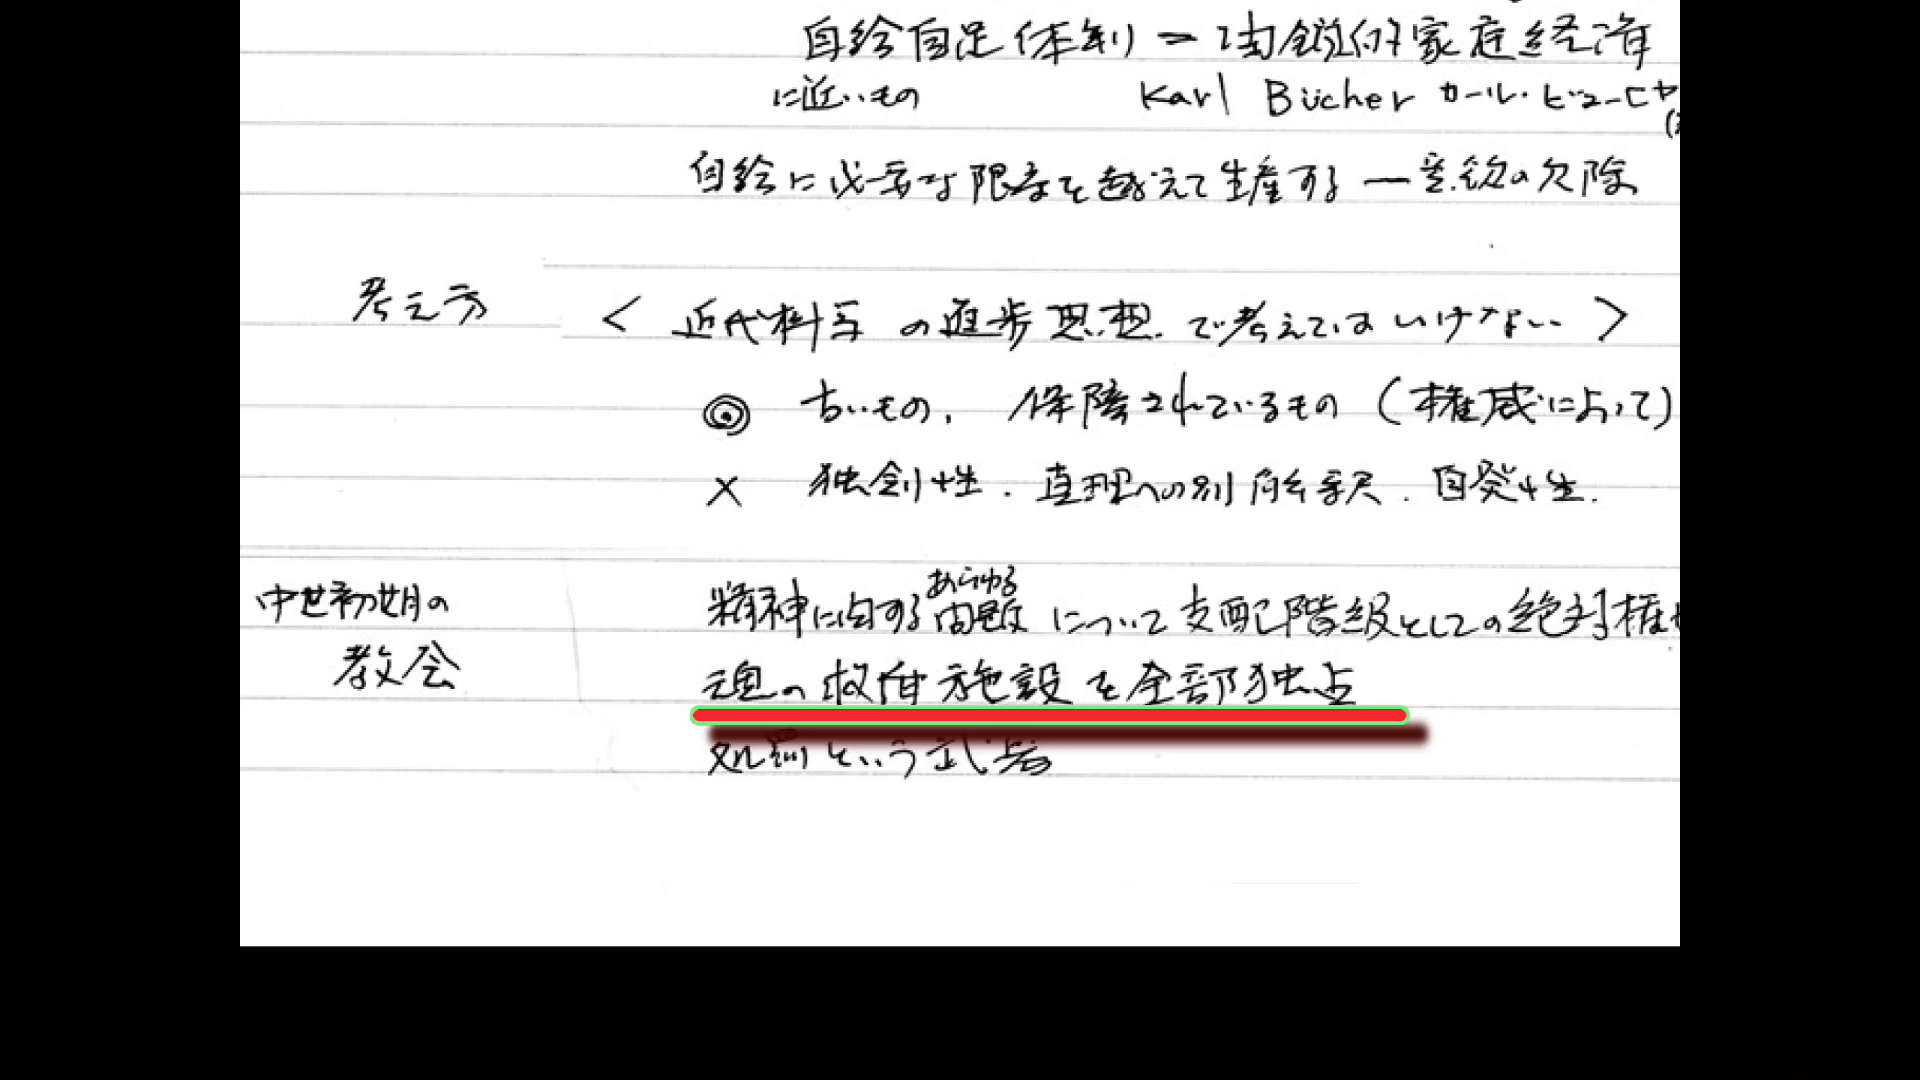 自給自足体制 = 封鎖的家庭経済
に近いもの Karl Bücher カール・ビューヒャ
自給に必要な限度を越えて生産する ー 意欲の欠除
考え方 < 近代科学の進歩思想で考えてはいけない >
◎ 古いもの、保障されているもの (権威によって)
× 独創性. 真理への別解釈. 自発性.
あらゆる
中世初期の 精神に関する問題について支配階級としての絶対権
教会 魂の救済施設を全部独占
処罰という武器